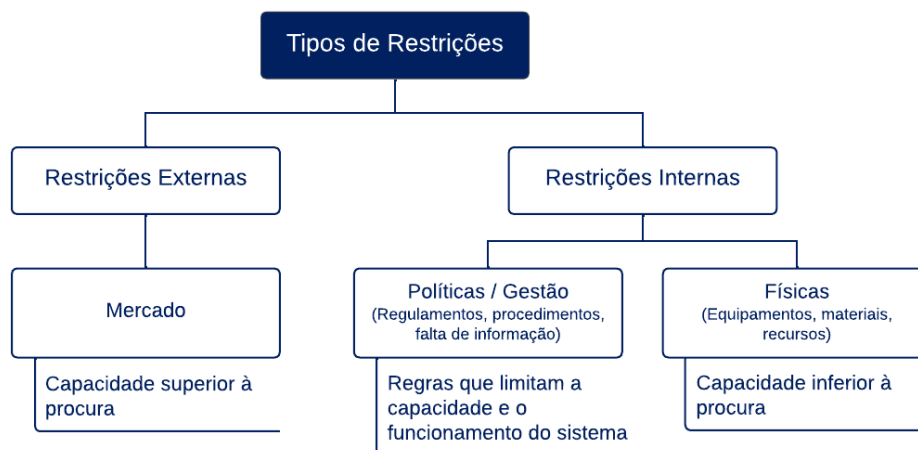 Tipos de Restrições
Restrições Externas
Restrições Internas
Mercado
Políticas / Gestão
(Regulamentos, procedimentos,
falta de informação)
Físicas
(Equipamentos, materiais,
recursos)
Capacidade superior à
procura
Regras que limitam a
capacidade e o
funcionamento do sistema
Capacidade inferior à
procura